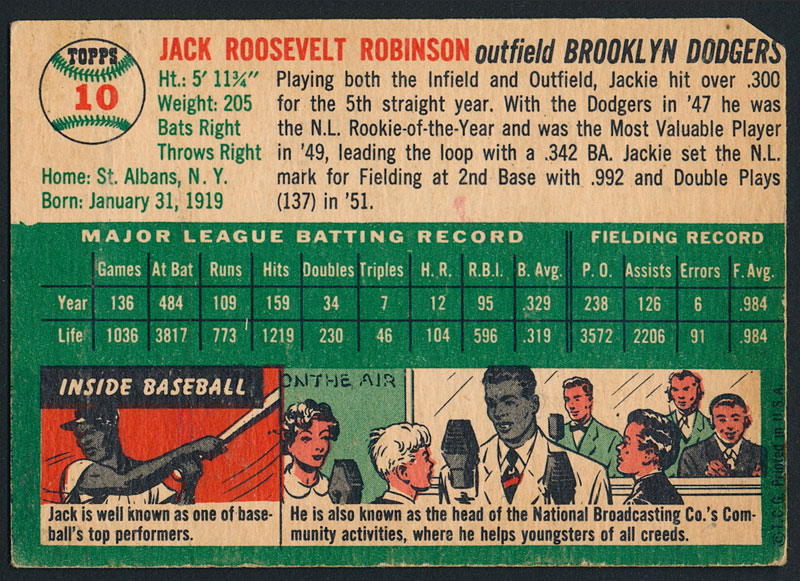 TOPPS
10
JACK ROOSEVELT ROBINSON outfield BROOKLYN DODGERS
Ht.: 5' 11¾"
Weight: 205
Bats Right
Throws Right
Home: St. Albans, N. Y.
Born: January 31, 1919
Playing both the Infield and Outfield, Jackie hit over .300
for the 5th straight year. With the Dodgers in '47 he was
the N.L. Rookie-of-the-Year and was the Most Valuable Player
in '49, leading the loop with a .342 BA. Jackie set the N.L.
mark for Fielding at 2nd Base with .992 and Double Plays
(137) in '51.
MAJOR LEAGUE BATTING RECORD FIELDING RECORD
Games At Bat Runs Hits Doubles Triples H. R. R.B.I. B. Avg. P. O. Assists Errors F. Avg.
Year 136 484 109 159 34 7 12 95 .329 238 126 6 .984
Life 1036 3817 773 1219 230 46 104 596 .319 3572 2206 91 .984
INSIDE BASEBALL
ON THE AIR
Jack is well known as one of base-
ball's top performers.
He is also known as the head of the National Broadcasting Co.'s Com-
munity activities, where he helps youngsters of all creeds.
© T.C.G. Printed in U.S.A.